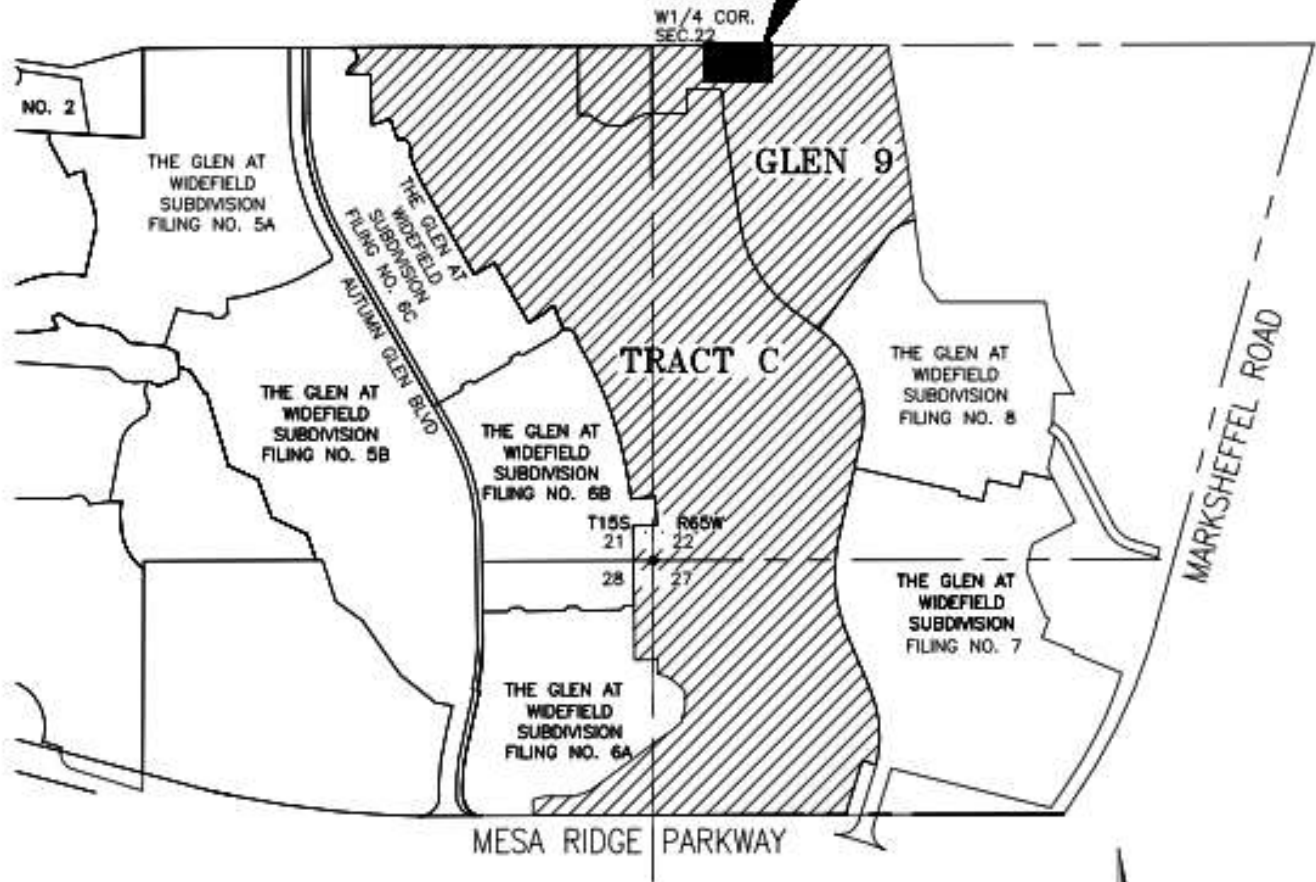 W1/4 COR.
SEC.22
NO. 2
THE GLEN AT
WIDEFIELD
SUBDIVISION
FILING NO. 5A
THE GLEN AT
WIDEFIELD
SUBDIVISION
FILING NO. 6C
AUTUMN GLEN BLVD
GLEN 9
TRACT C
THE GLEN AT
WIDEFIELD
SUBDIVISION
FILING NO. 8
MARKSHEFFEL ROAD
THE GLEN AT
WIDEFIELD
SUBDIVISION
FILING NO. 5B
THE GLEN AT
WIDEFIELD
SUBDIVISION
FILING NO. 6B
T15S R65W
21 22
28 27
THE GLEN AT
WIDEFIELD
SUBDIVISION
FILING NO. 7
THE GLEN AT
WIDEFIELD
SUBDIVISION
FILING NO. 6A
MESA RIDGE PARKWAY